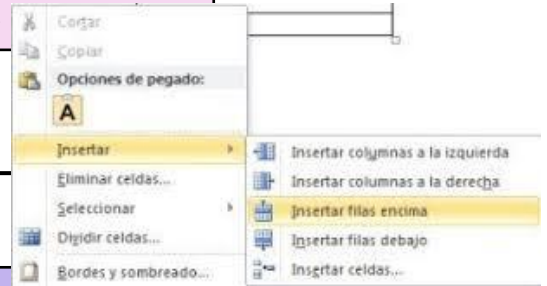 Cortar
Copiar
Opciones de pegado:
A
Insertar
Eliminar celdas...
Seleccionar
Dividir celdas...
Bordes y sombreado...
Insertar columnas a la izquierda
Insertar columnas a la derecha
Insertar filas encima
Insertar filas debajo
Insertar celdas...